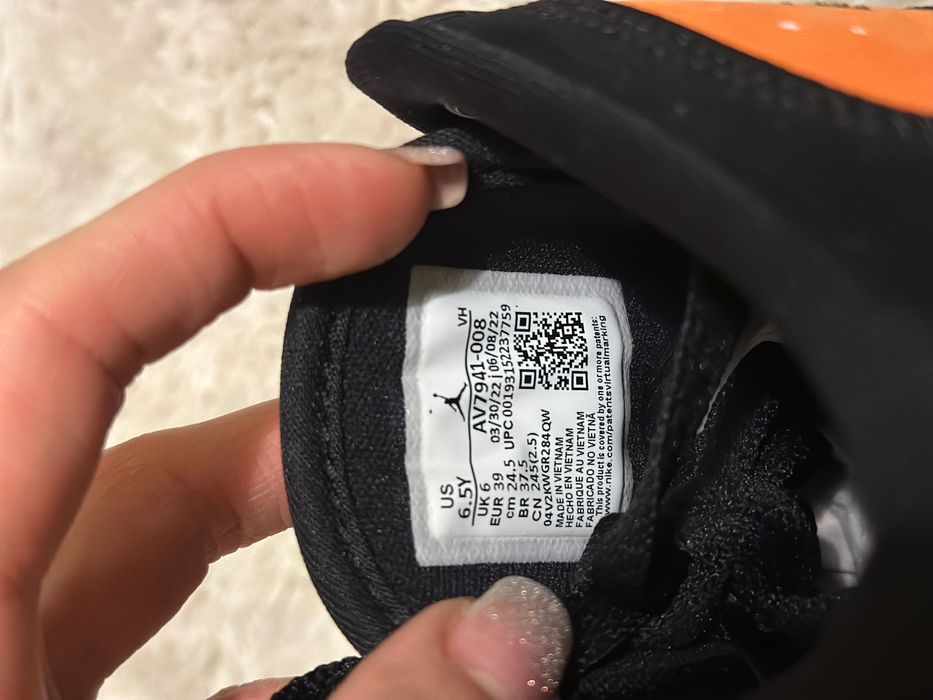 US
6.5Y
UK 6
EUR 39
cm 24.5
BR 37.5
CN 245(2.5)
VH
AV7941-008
03/30/22 | 06/08/22
UPC 00193152237759
04V2KWGR284QW
MADE IN VIETNAM
HECHO EN VIETNAM
FABRIQUE AU VIETNAM
FABRICADO NO VIETNÃ
This product is covered by one or more patents:
www.nike.com/patentsvirtualmarking